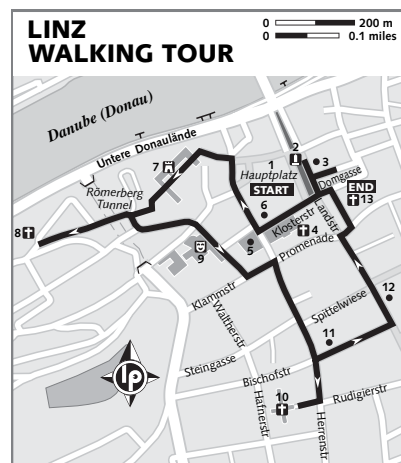 LINZ
WALKING TOUR
0 200 m
0 0.1 miles
Danube (Donau)
Untere Donaulände
Römerberg
Tunnel
7
1
Hauptplatz
START
6
2
3
Domgasse
END
13
8
Klosterstr
Landstr
4
5
9
Promenade
Klammstr
Waltherstr
Spittelwiese
12
11
Steingasse
Bischofstr
lp
10
Hafnerstr
Herrenstr
Rudigierstr